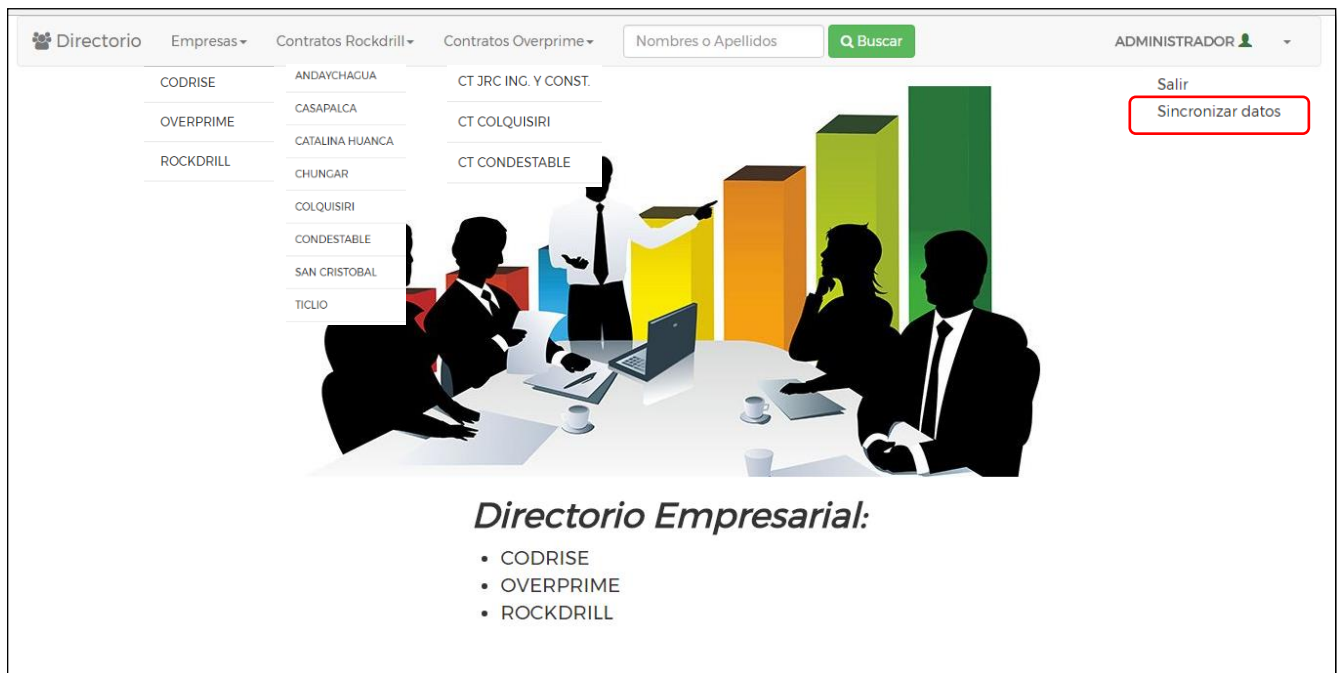 Directorio Empresas Contratos Rockdrill Contratos Overprime Nombres o Apellidos Buscar ADMINISTRADOR
CODRISE
OVERPRIME
ROCKDRILL
ANDAYCHAGUA
CASAPALCA
CATALINA HUANCA
CHUNGAR
COLQUISIRI
CONDESTABLE
SAN CRISTOBAL
TICLIO
CT JRC ING. Y CONST.
CT COLQUISIRI
CT CONDESTABLE
Salir
Sincronizar datos
Directorio Empresarial:
• CODRISE
• OVERPRIME
• ROCKDRILL